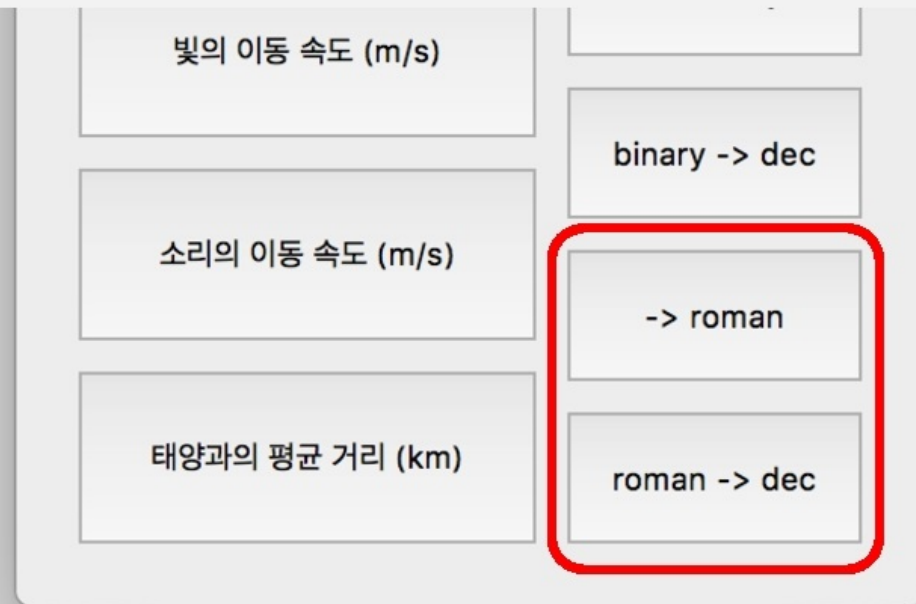 빛의 이동 속도 (m/s)
binary -> dec
소리의 이동 속도 (m/s)
-> roman
태양과의 평균 거리 (km)
roman -> dec